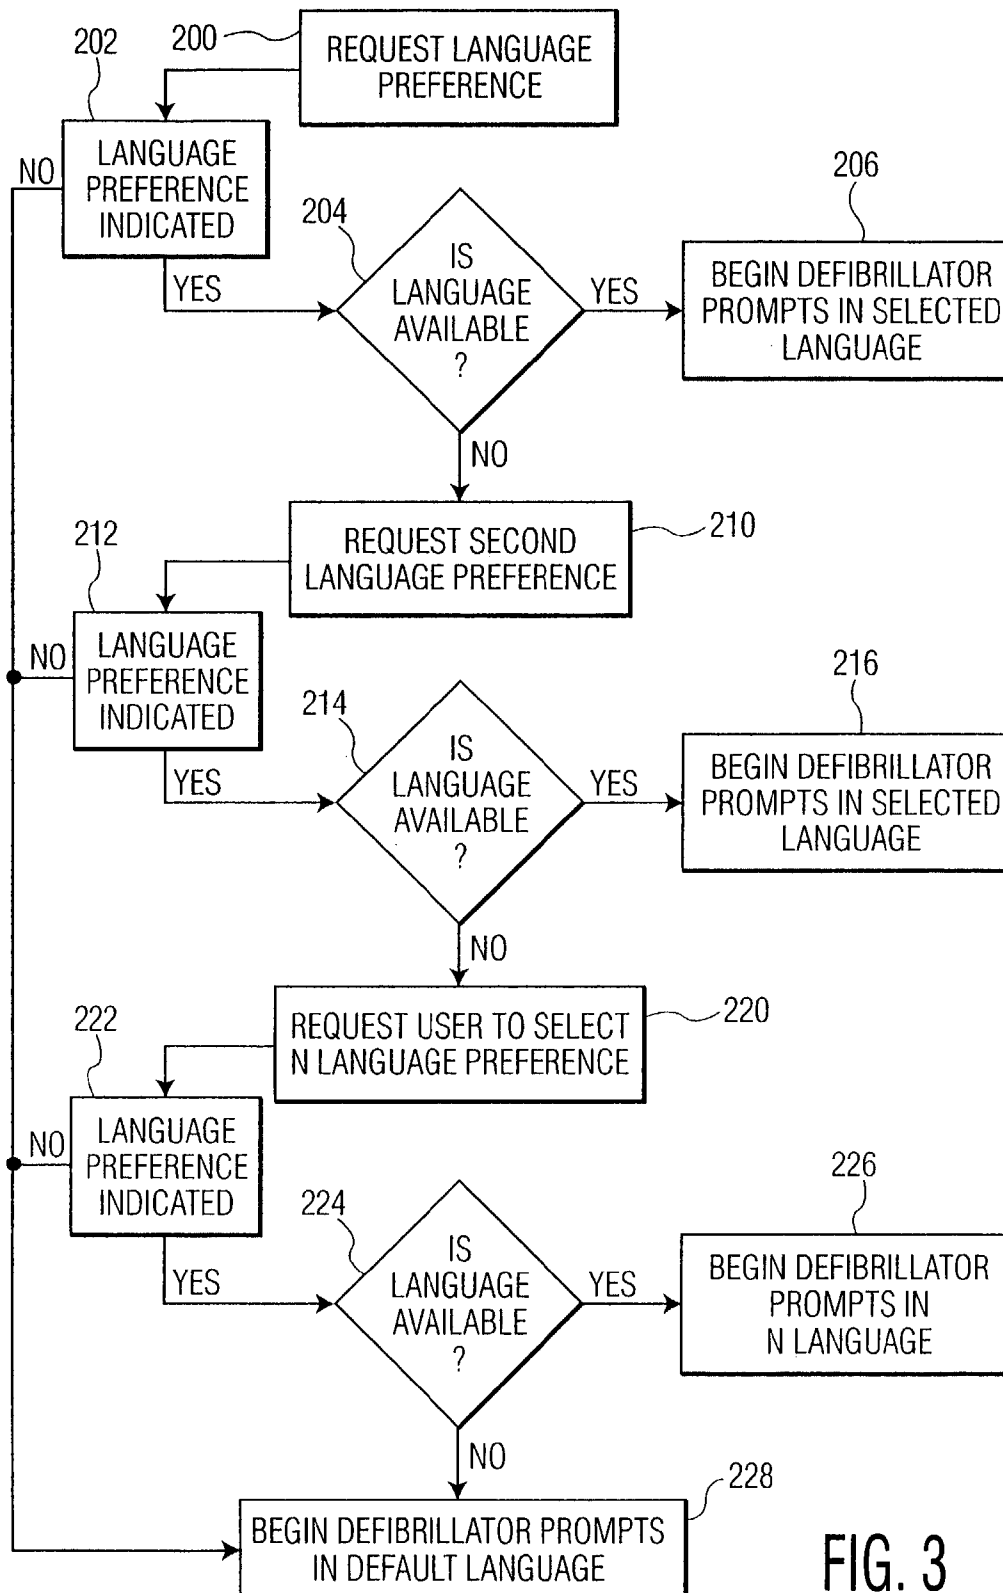 200
REQUEST LANGUAGE
PREFERENCE
202
LANGUAGE
PREFERENCE
INDICATED
NO
YES
204
IS
LANGUAGE
AVAILABLE
?
YES
206
BEGIN DEFIBRILLATOR
PROMPTS IN SELECTED
LANGUAGE
NO
210
REQUEST SECOND
LANGUAGE PREFERENCE
212
LANGUAGE
PREFERENCE
INDICATED
NO
YES
214
IS
LANGUAGE
AVAILABLE
?
YES
216
BEGIN DEFIBRILLATOR
PROMPTS IN SELECTED
LANGUAGE
NO
220
REQUEST USER TO SELECT
N LANGUAGE PREFERENCE
222
LANGUAGE
PREFERENCE
INDICATED
NO
YES
224
IS
LANGUAGE
AVAILABLE
?
YES
226
BEGIN DEFIBRILLATOR
PROMPTS IN
N LANGUAGE
NO
228
BEGIN DEFIBRILLATOR PROMPTS
IN DEFAULT LANGUAGE
FIG. 3